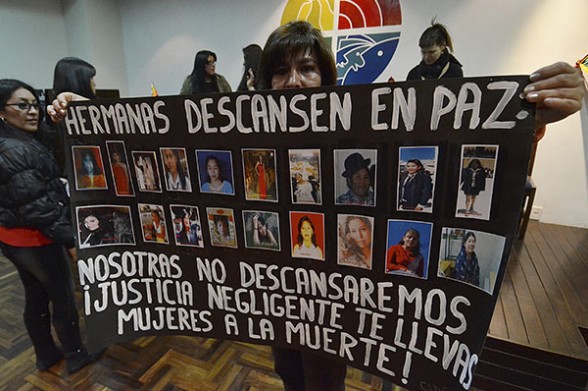 HERMANAS DESCANSEN EN PAZ.
NOSOTRAS NO DESCANSAREMOS
¡JUSTICIA NEGLIGENTE TE LLEVAS
MUJERES A LA MUERTE!